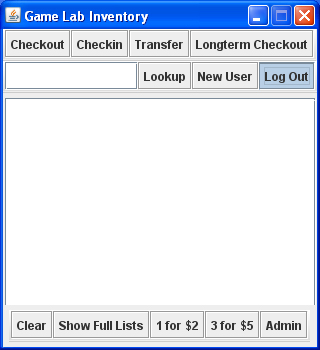 Game Lab Inventory
Checkout Checkin Transfer Longterm Checkout
Lookup New User Log Out
Clear Show Full Lists 1 for $2 3 for $5 Admin